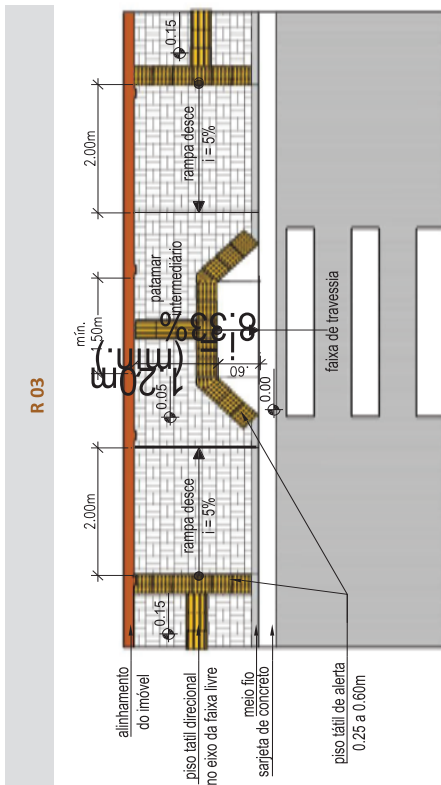 R 03
2.00m
mín.
1.50m
2.00m
0.15
rampa desce
i = 5%
patamar
intermediário
i =
8.33%
1.20m
(mín.)
.60
0.05
0.00
rampa desce
i = 5%
0.15
faixa de travessia
alinhamento
do imóvel
piso tatil direcional
no eixo da faixa livre
meio fio
sarjeta de concreto
piso tátil de alerta
0.25 a 0.60m